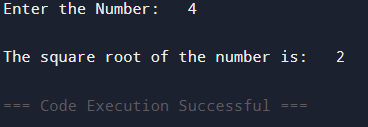 Enter the Number:   4
The square root of the number is:   2
=== Code Execution Successful ===